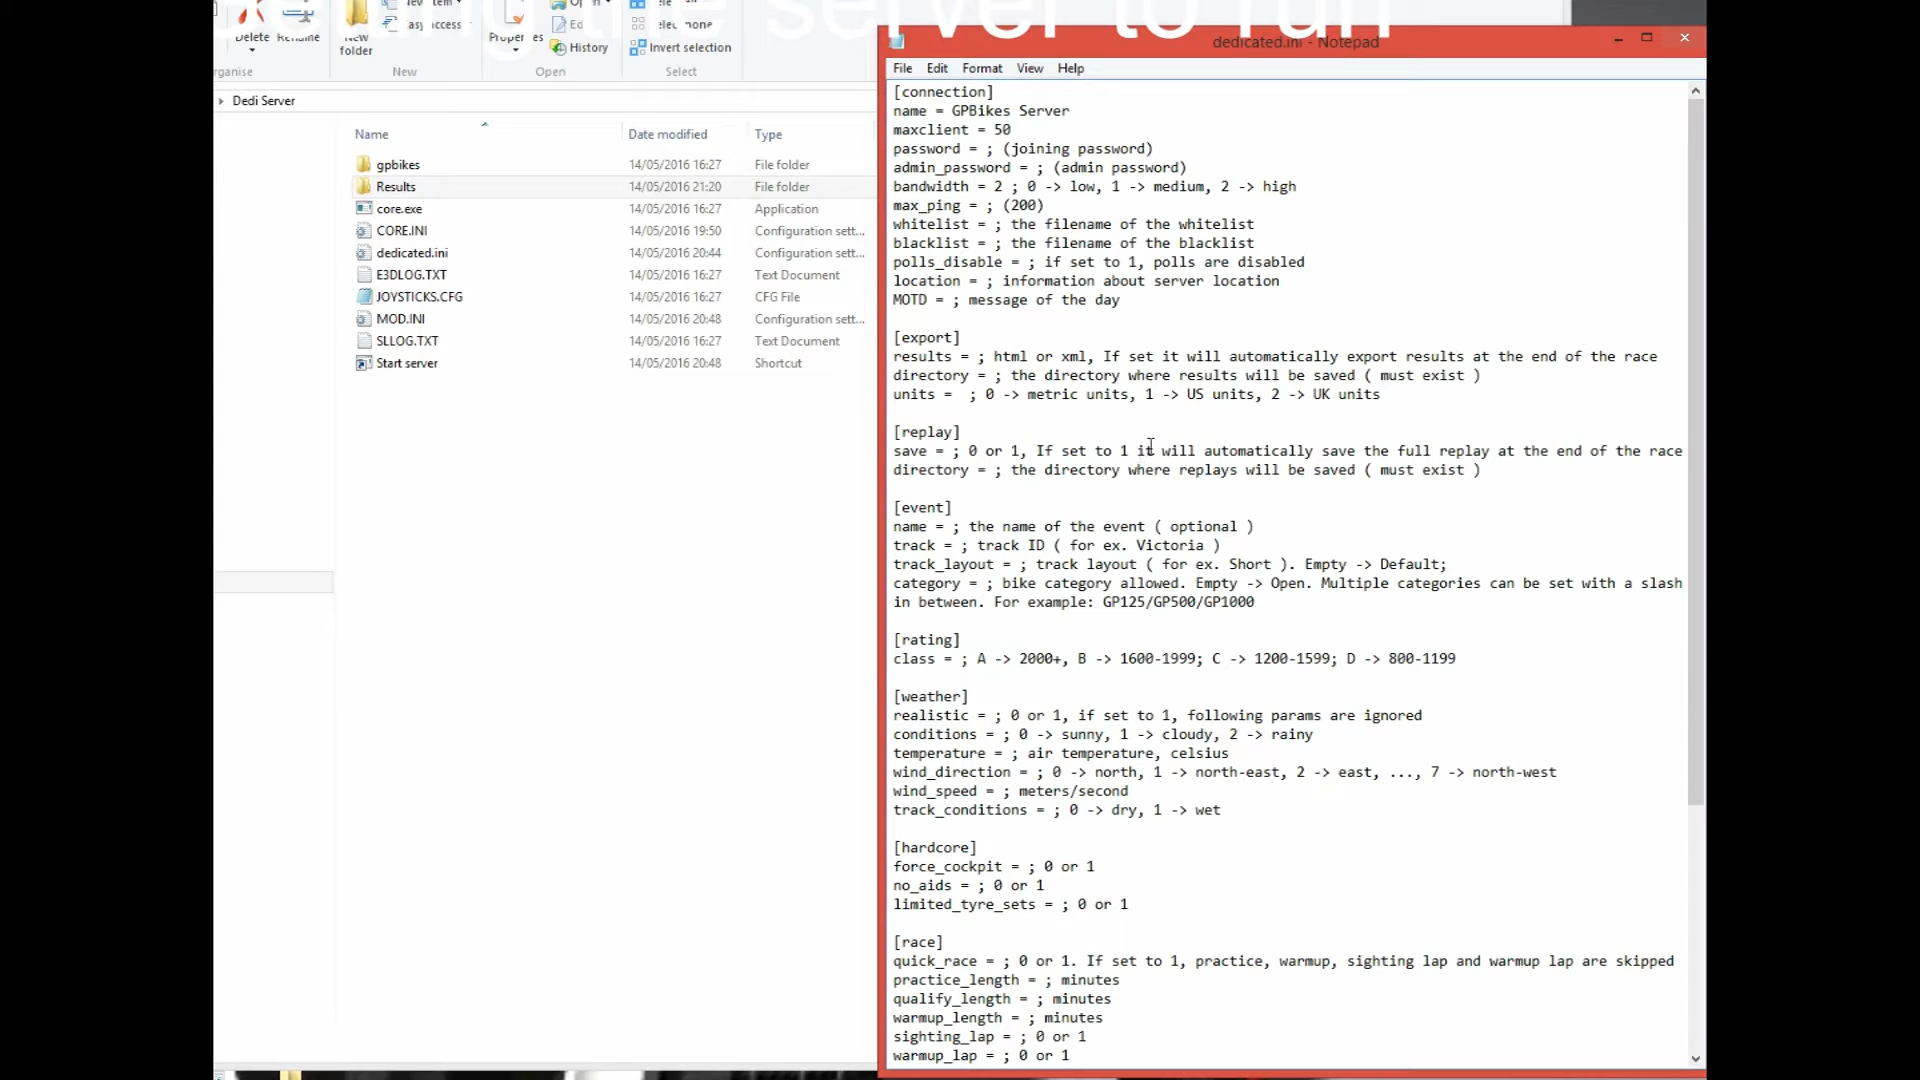 the server to run
Delete
Rename
New
folder
Easy access
New
Properties
Open
History
Open
Select none
Invert selection
Select
Dedi Server
Name Date modified Type
gpbikes 14/05/2016 16:27 File folder
Results 14/05/2016 21:20 File folder
core.exe 14/05/2016 16:27 Application
CORE.INI 14/05/2016 19:50 Configuration sett...
dedicated.ini 14/05/2016 20:44 Configuration sett...
E3DLOG.TXT 14/05/2016 16:27 Text Document
JOYSTICKS.CFG 14/05/2016 16:27 CFG File
MOD.INI 14/05/2016 20:48 Configuration sett...
SLLOG.TXT 14/05/2016 16:27 Text Document
Start server 14/05/2016 20:48 Shortcut
dedicated.ini - Notepad
File Edit Format View Help
[connection]
name = GPBikes Server
maxclient = 50
password = ; (joining password)
admin_password = ; (admin password)
bandwidth = 2 ; 0 -> low, 1 -> medium, 2 -> high
max_ping = ; (200)
whitelist = ; the filename of the whitelist
blacklist = ; the filename of the blacklist
polls_disable = ; if set to 1, polls are disabled
location = ; information about server location
MOTD = ; message of the day
[export]
results = ; html or xml, If set it will automatically export results at the end of the race
directory = ; the directory where results will be saved ( must exist )
units =  ; 0 -> metric units, 1 -> US units, 2 -> UK units
[replay]
save = ; 0 or 1, If set to 1 it will automatically save the full replay at the end of the race
directory = ; the directory where replays will be saved ( must exist )
[event]
name = ; the name of the event ( optional )
track = ; track ID ( for ex. Victoria )
track_layout = ; track layout ( for ex. Short ). Empty -> Default;
category = ; bike category allowed. Empty -> Open. Multiple categories can be set with a slash
in between. For example: GP125/GP500/GP1000
[rating]
class = ; A -> 2000+, B -> 1600-1999; C -> 1200-1599; D -> 800-1199
[weather]
realistic = ; 0 or 1, if set to 1, following params are ignored
conditions = ; 0 -> sunny, 1 -> cloudy, 2 -> rainy
temperature = ; air temperature, celsius
wind_direction = ; 0 -> north, 1 -> north-east, 2 -> east, ..., 7 -> north-west
wind_speed = ; meters/second
track_conditions = ; 0 -> dry, 1 -> wet
[hardcore]
force_cockpit = ; 0 or 1
no_aids = ; 0 or 1
limited_tyre_sets = ; 0 or 1
[race]
quick_race = ; 0 or 1. If set to 1, practice, warmup, sighting lap and warmup lap are skipped
practice_length = ; minutes
qualify_length = ; minutes
warmup_length = ; minutes
sighting_lap = ; 0 or 1
warmup_lap = ; 0 or 1